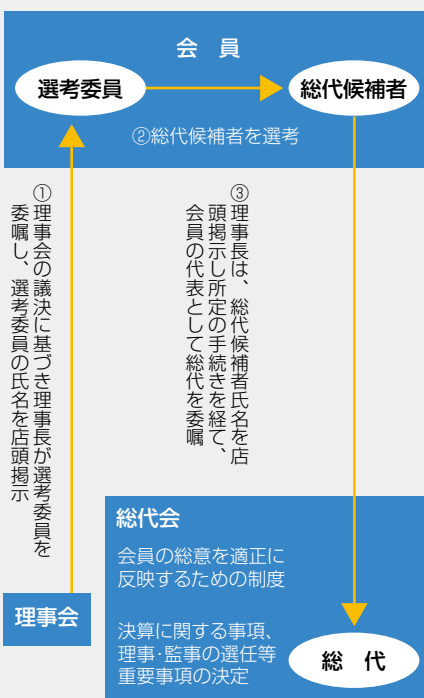 会 員
選考委員
総代候補者
②総代候補者を選考
①理事会の議決に基づき理事長が選考委員を
委嘱し、選考委員の氏名を店頭掲示
③理事長は、総代候補者氏名を店
頭掲示し所定の手続きを経て、
会員の代表として総代を委嘱
総代会
会員の総意を適正に
反映するための制度
理事会
決算に関する事項、
理事・監事の選任等
重要事項の決定
総 代